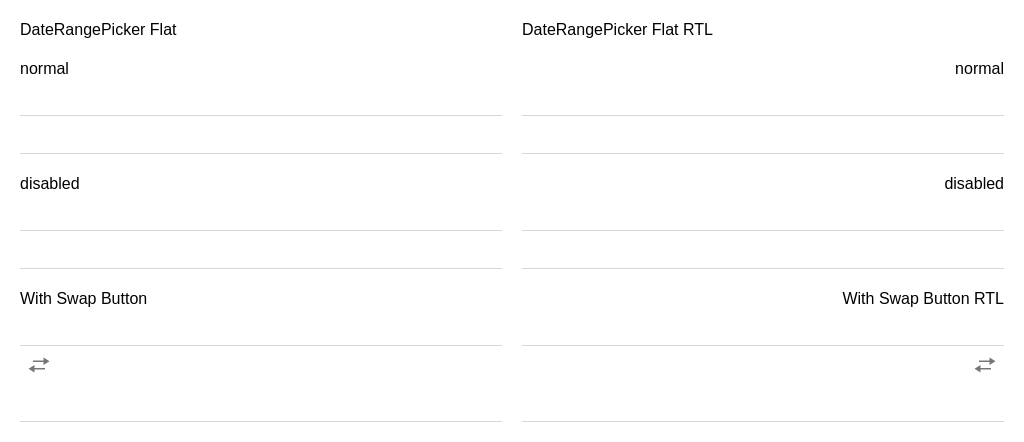 DateRangePicker Flat
normal
disabled
With Swap Button
DateRangePicker Flat RTL
normal
disabled
With Swap Button RTL